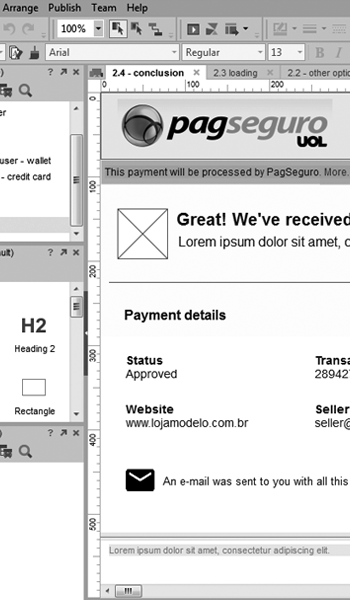 Arrange Publish Team Help
100%
Arial Regular 13 B I
2.4 - conclusion 2.3 loading 2.2 - other optio
0 100 200
user - wallet
- credit card
pagseguro
UOL
This payment will be processed by PagSeguro. More.
100
Great! We've received
Lorem ipsum dolor sit amet, c
200
H2
Heading 2
Rectangle
Payment details
300
Status
Approved
Transa
28942
Website
www.lojamodelo.com.br
Seller
seller@
400
An e-mail was sent to you with all this
500
Lorem ipsum dolor sit amet, consectetur adipiscing elit.